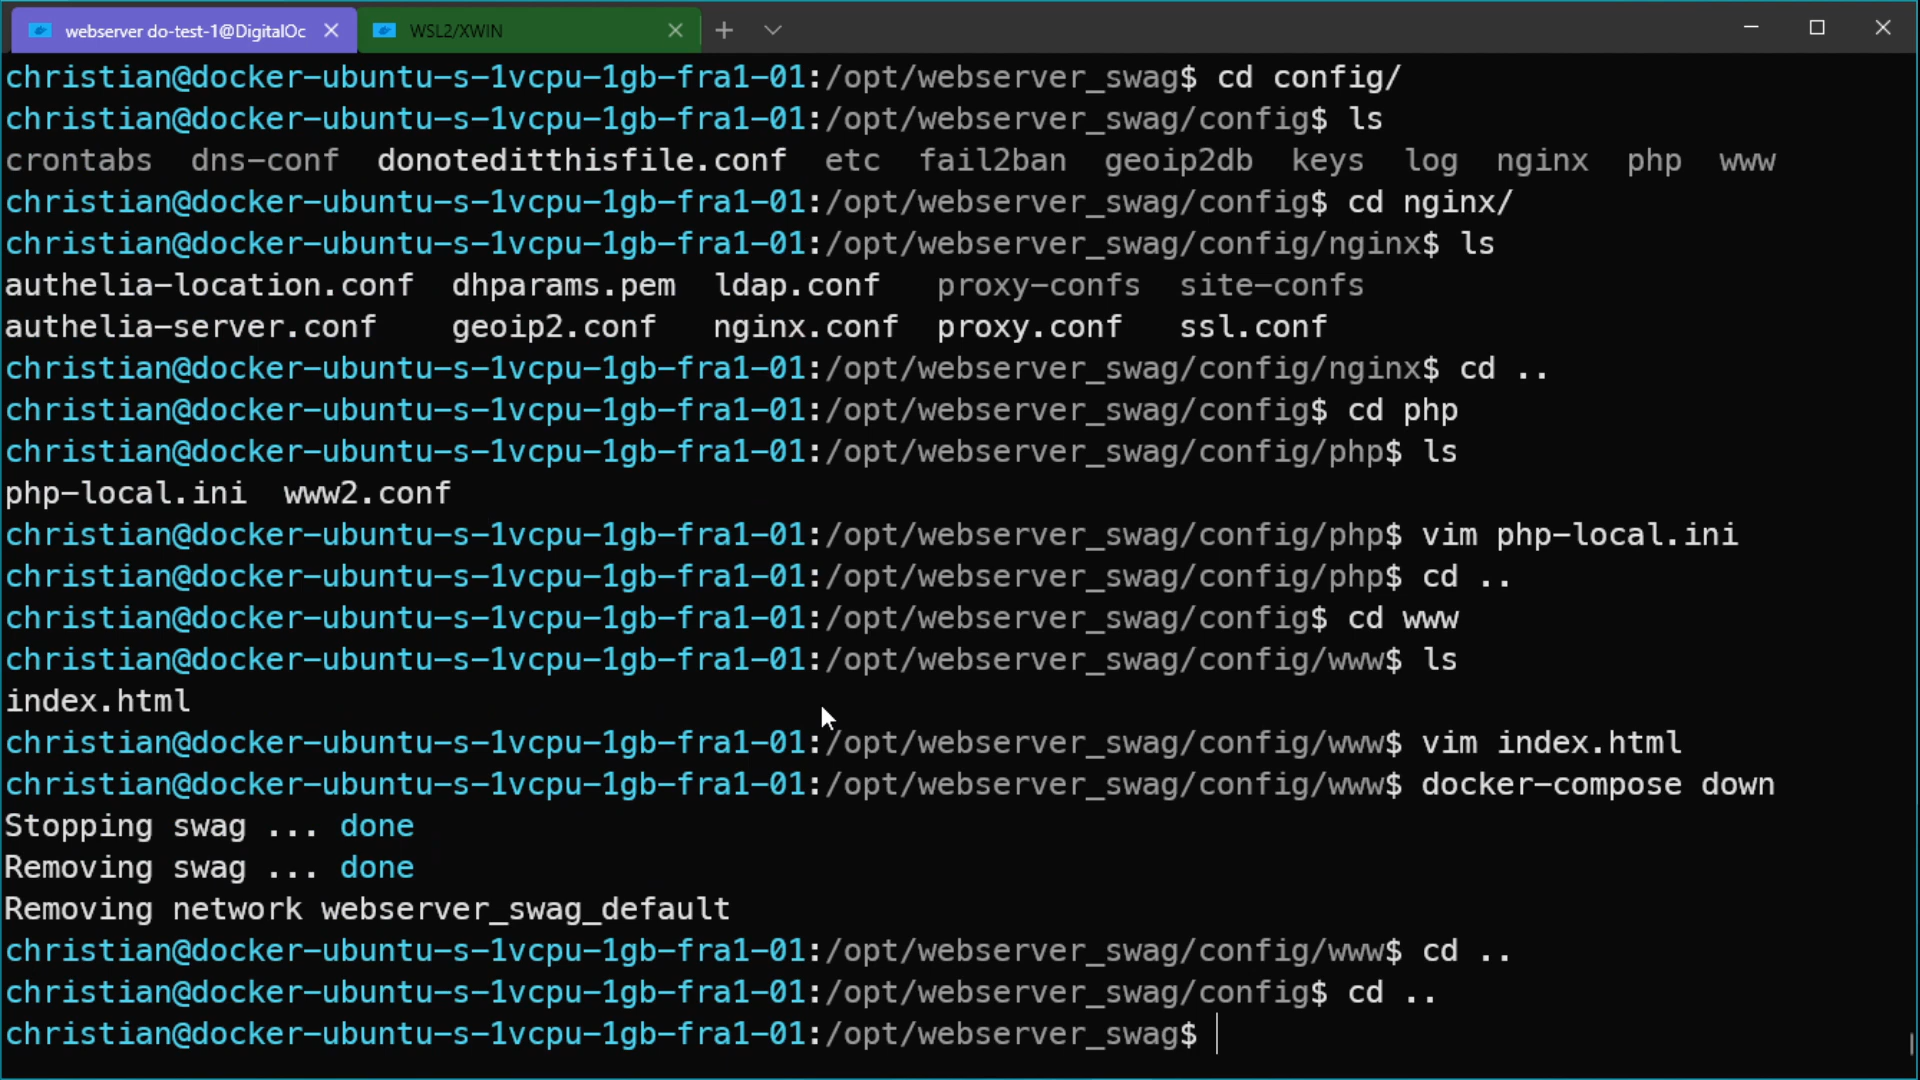 webserver do-test-1@DigitalOc
WSL2/XWIN
christian@docker-ubuntu-s-1vcpu-1gb-fra1-01:/opt/webserver_swag$ cd config/
christian@docker-ubuntu-s-1vcpu-1gb-fra1-01:/opt/webserver_swag/config$ ls
crontabs  dns-conf  donoteditthisfile.conf  etc  fail2ban  geoip2db  keys  log  nginx  php  www
christian@docker-ubuntu-s-1vcpu-1gb-fra1-01:/opt/webserver_swag/config$ cd nginx/
christian@docker-ubuntu-s-1vcpu-1gb-fra1-01:/opt/webserver_swag/config/nginx$ ls
authelia-location.conf  dhparams.pem  ldap.conf   proxy-confs  site-confs
authelia-server.conf    geoip2.conf   nginx.conf  proxy.conf   ssl.conf
christian@docker-ubuntu-s-1vcpu-1gb-fra1-01:/opt/webserver_swag/config/nginx$ cd ..
christian@docker-ubuntu-s-1vcpu-1gb-fra1-01:/opt/webserver_swag/config$ cd php
christian@docker-ubuntu-s-1vcpu-1gb-fra1-01:/opt/webserver_swag/config/php$ ls
php-local.ini  www2.conf
christian@docker-ubuntu-s-1vcpu-1gb-fra1-01:/opt/webserver_swag/config/php$ vim php-local.ini
christian@docker-ubuntu-s-1vcpu-1gb-fra1-01:/opt/webserver_swag/config/php$ cd ..
christian@docker-ubuntu-s-1vcpu-1gb-fra1-01:/opt/webserver_swag/config$ cd www
christian@docker-ubuntu-s-1vcpu-1gb-fra1-01:/opt/webserver_swag/config/www$ ls
index.html
christian@docker-ubuntu-s-1vcpu-1gb-fra1-01:/opt/webserver_swag/config/www$ vim index.html
christian@docker-ubuntu-s-1vcpu-1gb-fra1-01:/opt/webserver_swag/config/www$ docker-compose down
Stopping swag ... done
Removing swag ... done
Removing network webserver_swag_default
christian@docker-ubuntu-s-1vcpu-1gb-fra1-01:/opt/webserver_swag/config/www$ cd ..
christian@docker-ubuntu-s-1vcpu-1gb-fra1-01:/opt/webserver_swag/config$ cd ..
christian@docker-ubuntu-s-1vcpu-1gb-fra1-01:/opt/webserver_swag$